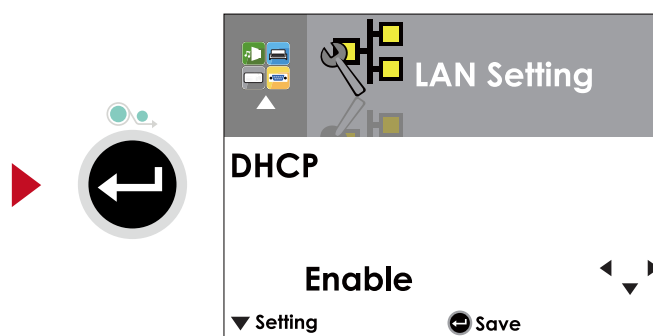 LAN Setting
DHCP
Enable
Setting
Save